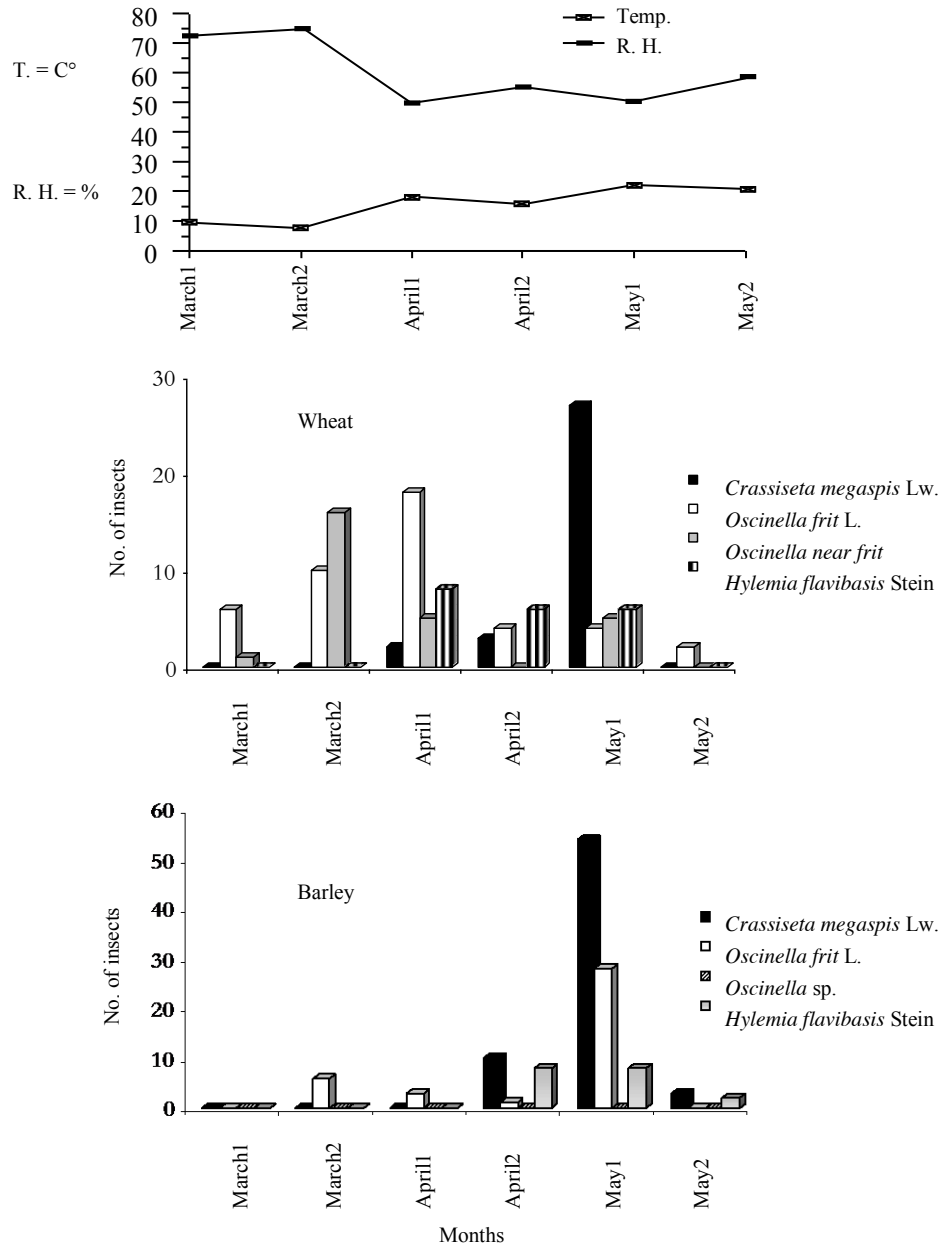 Temp.
R. H.
T. = C°
R. H. = %
80
70
60
50
40
30
20
10
0
March1
March2
April1
April2
May1
May2
Wheat
No. of insects
30
20
10
0
March1
March2
April1
April2
May1
May2
Crassiseta megaspis Lw.
Oscinella frit L.
Oscinella near frit
Hylemia flavibasis Stein
Barley
No. of insects
60
50
40
30
20
10
0
March1
March2
April1
April2
May1
May2
Crassiseta megaspis Lw.
Oscinella frit L.
Oscinella sp.
Hylemia flavibasis Stein
Months